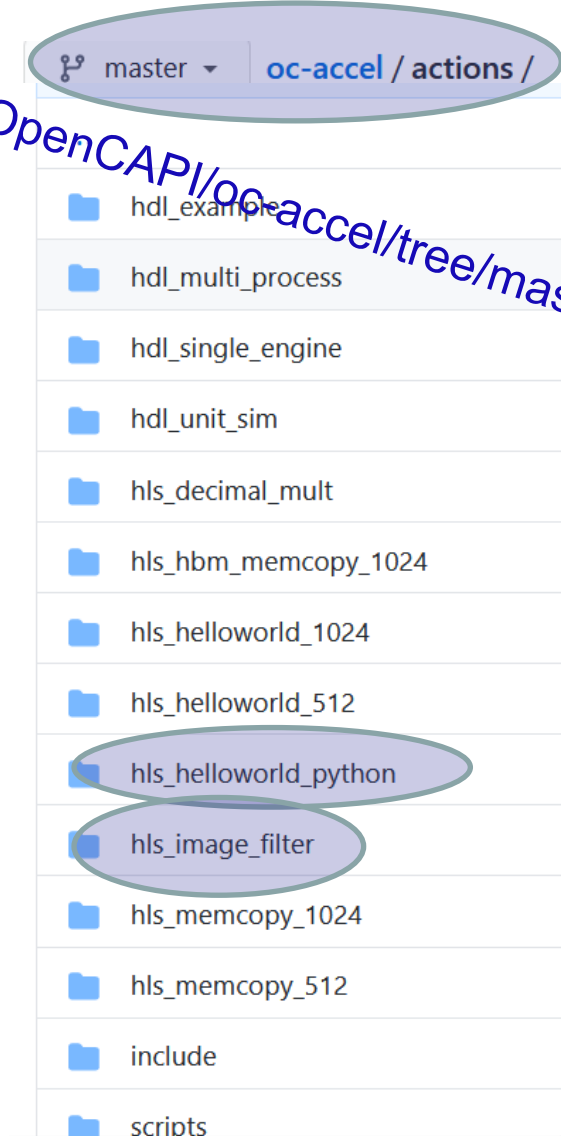 master oc-accel / actions /
OpenCAPI/oc-accel/tree/mas
hdl_example
hdl_multi_process
hdl_single_engine
hdl_unit_sim
hls_decimal_mult
hls_hbm_memcopy_1024
hls_helloworld_1024
hls_helloworld_512
hls_helloworld_python
hls_image_filter
hls_memcopy_1024
hls_memcopy_512
include
scripts